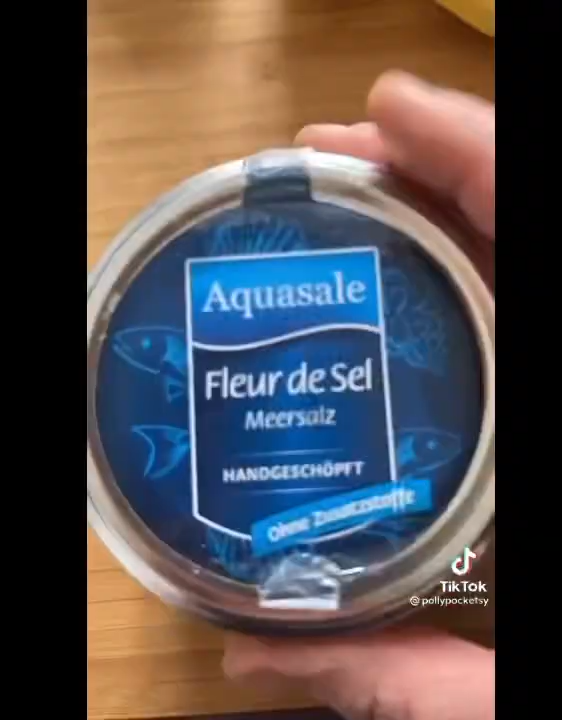 Aquasale
Fleur de Sel
Meersalz
HANDGESCHÖPFT
Ohne Zusatzstoffe
TikTok
@pollypocketsy